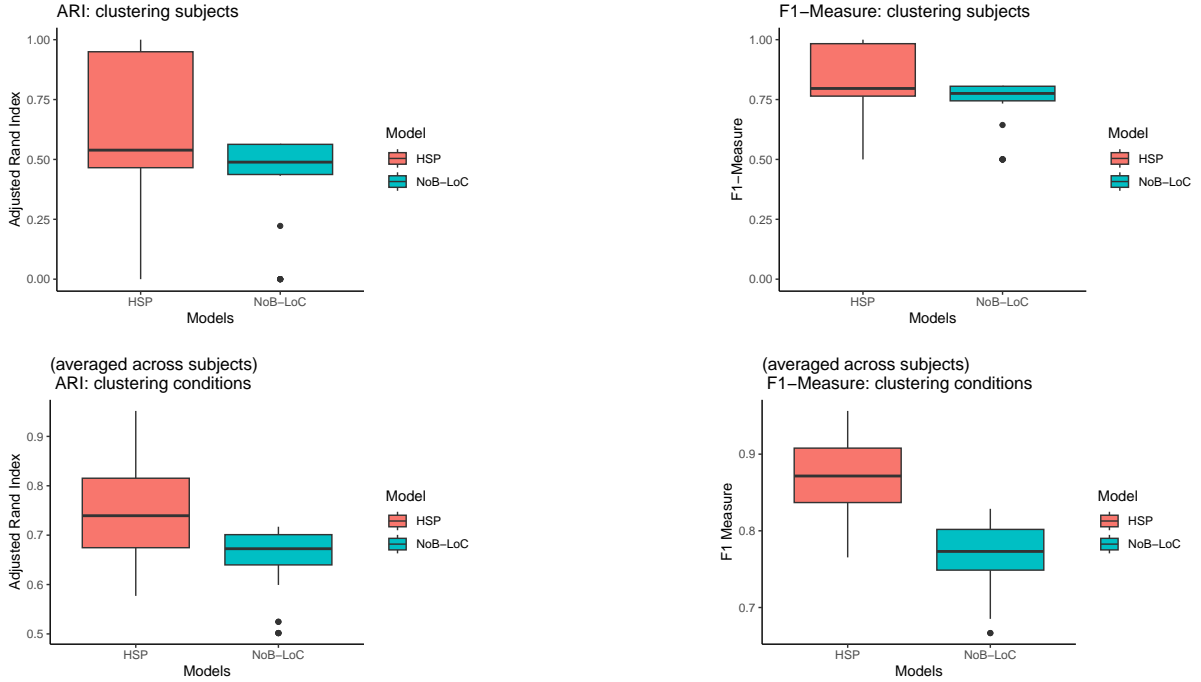 ARI: clustering subjects
1.00
0.75
0.50
0.25
0.00
Adjusted Rand Index
HSP
NoB−LoC
Models
Model
HSP
NoB−LoC
F1−Measure: clustering subjects
1.00
0.75
0.50
0.25
0.00
F1−Measure
HSP
NoB−LoC
Models
Model
HSP
NoB−LoC
(averaged across subjects)
ARI: clustering conditions
0.9
0.8
0.7
0.6
0.5
Adjusted Rand Index
HSP
NoB−LoC
Models
Model
HSP
NoB−LoC
(averaged across subjects)
F1−Measure: clustering conditions
0.9
0.8
0.7
F1 Measure
HSP
NoB−LoC
Models
Model
HSP
NoB−LoC